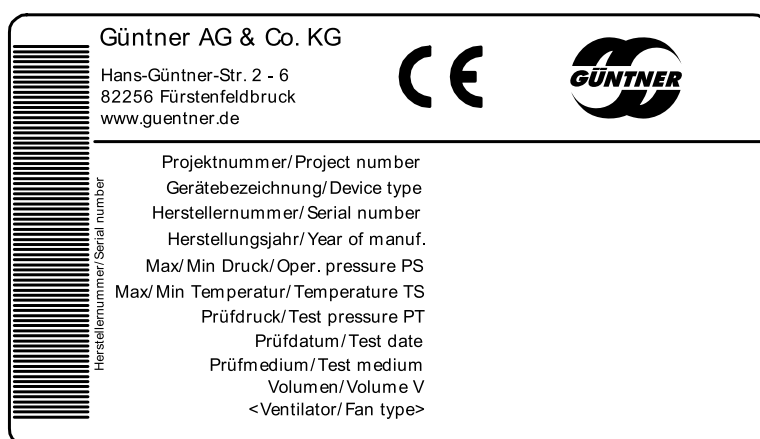 Güntner AG & Co. KG
Hans-Güntner-Str. 2 - 6
82256 Fürstenfeldbruck
www.guentner.de
CE
GÜNTNER
Herstellernummer/Serial number
Projektnummer/Project number
Gerätebezeichnung/Device type
Herstellernummer/Serial number
Herstellungsjahr/Year of manuf.
Max/Min Druck/Oper. pressure PS
Max/Min Temperatur/Temperature TS
Prüfdruck/Test pressure PT
Prüfdatum/Test date
Prüfmedium/Test medium
Volumen/Volume V
<Ventilator/Fan type>